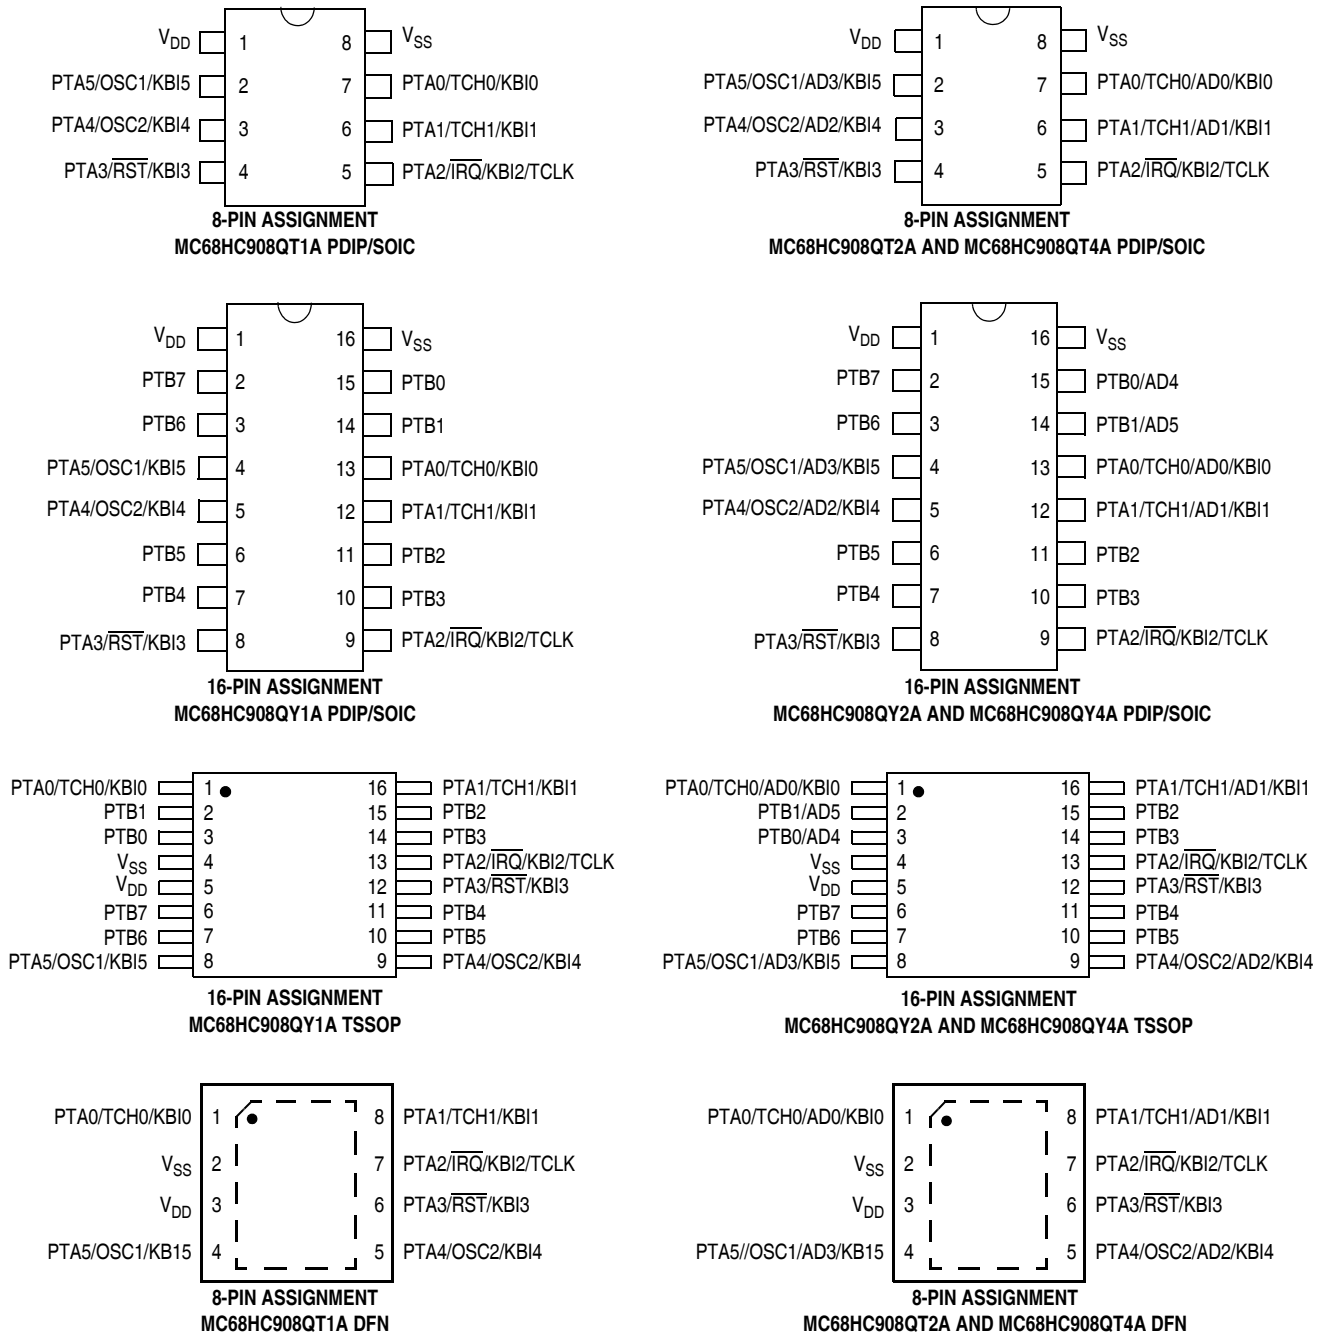 VDD 1 8 VSS
PTA5/OSC1/KBI5 2 7 PTA0/TCH0/KBI0
PTA4/OSC2/KBI4 3 6 PTA1/TCH1/KBI1
PTA3/RST/KBI3 4 5 PTA2/IRQ/KBI2/TCLK
8-PIN ASSIGNMENT
MC68HC908QT1A PDIP/SOIC
VDD 1 8 VSS
PTA5/OSC1/AD3/KBI5 2 7 PTA0/TCH0/AD0/KBI0
PTA4/OSC2/AD2/KBI4 3 6 PTA1/TCH1/AD1/KBI1
PTA3/RST/KBI3 4 5 PTA2/IRQ/KBI2/TCLK
8-PIN ASSIGNMENT
MC68HC908QT2A AND MC68HC908QT4A PDIP/SOIC
VDD 1 16 VSS
PTB7 2 15 PTB0
PTB6 3 14 PTB1
PTA5/OSC1/KBI5 4 13 PTA0/TCH0/KBI0
PTA4/OSC2/KBI4 5 12 PTA1/TCH1/KBI1
PTB5 6 11 PTB2
PTB4 7 10 PTB3
PTA3/RST/KBI3 8 9 PTA2/IRQ/KBI2/TCLK
16-PIN ASSIGNMENT
MC68HC908QY1A PDIP/SOIC
VDD 1 16 VSS
PTB7 2 15 PTB0/AD4
PTB6 3 14 PTB1/AD5
PTA5/OSC1/AD3/KBI5 4 13 PTA0/TCH0/AD0/KBI0
PTA4/OSC2/AD2/KBI4 5 12 PTA1/TCH1/AD1/KBI1
PTB5 6 11 PTB2
PTB4 7 10 PTB3
PTA3/RST/KBI3 8 9 PTA2/IRQ/KBI2/TCLK
16-PIN ASSIGNMENT
MC68HC908QY2A AND MC68HC908QY4A PDIP/SOIC
PTA0/TCH0/KBI0 1 16 PTA1/TCH1/KBI1
PTB1 2 15 PTB2
PTB0 3 14 PTB3
VSS 4 13 PTA2/IRQ/KBI2/TCLK
VDD 5 12 PTA3/RST/KBI3
PTB7 6 11 PTB4
PTB6 7 10 PTB5
PTA5/OSC1/KBI5 8 9 PTA4/OSC2/KBI4
16-PIN ASSIGNMENT
MC68HC908QY1A TSSOP
PTA0/TCH0/AD0/KBI0 1 16 PTA1/TCH1/AD1/KBI1
PTB1/AD5 2 15 PTB2
PTB0/AD4 3 14 PTB3
VSS 4 13 PTA2/IRQ/KBI2/TCLK
VDD 5 12 PTA3/RST/KBI3
PTB7 6 11 PTB4
PTB6 7 10 PTB5
PTA5/OSC1/AD3/KBI5 8 9 PTA4/OSC2/AD2/KBI4
16-PIN ASSIGNMENT
MC68HC908QY2A AND MC68HC908QY4A TSSOP
PTA0/TCH0/KBI0 1 8 PTA1/TCH1/KBI1
VSS 2 7 PTA2/IRQ/KBI2/TCLK
VDD 3 6 PTA3/RST/KBI3
PTA5/OSC1/KB15 4 5 PTA4/OSC2/KBI4
8-PIN ASSIGNMENT
MC68HC908QT1A DFN
PTA0/TCH0/AD0/KBI0 1 8 PTA1/TCH1/AD1/KBI1
VSS 2 7 PTA2/IRQ/KBI2/TCLK
VDD 3 6 PTA3/RST/KBI3
PTA5//OSC1/AD3/KB15 4 5 PTA4/OSC2/AD2/KBI4
8-PIN ASSIGNMENT
MC68HC908QT2A AND MC68HC908QT4A DFN